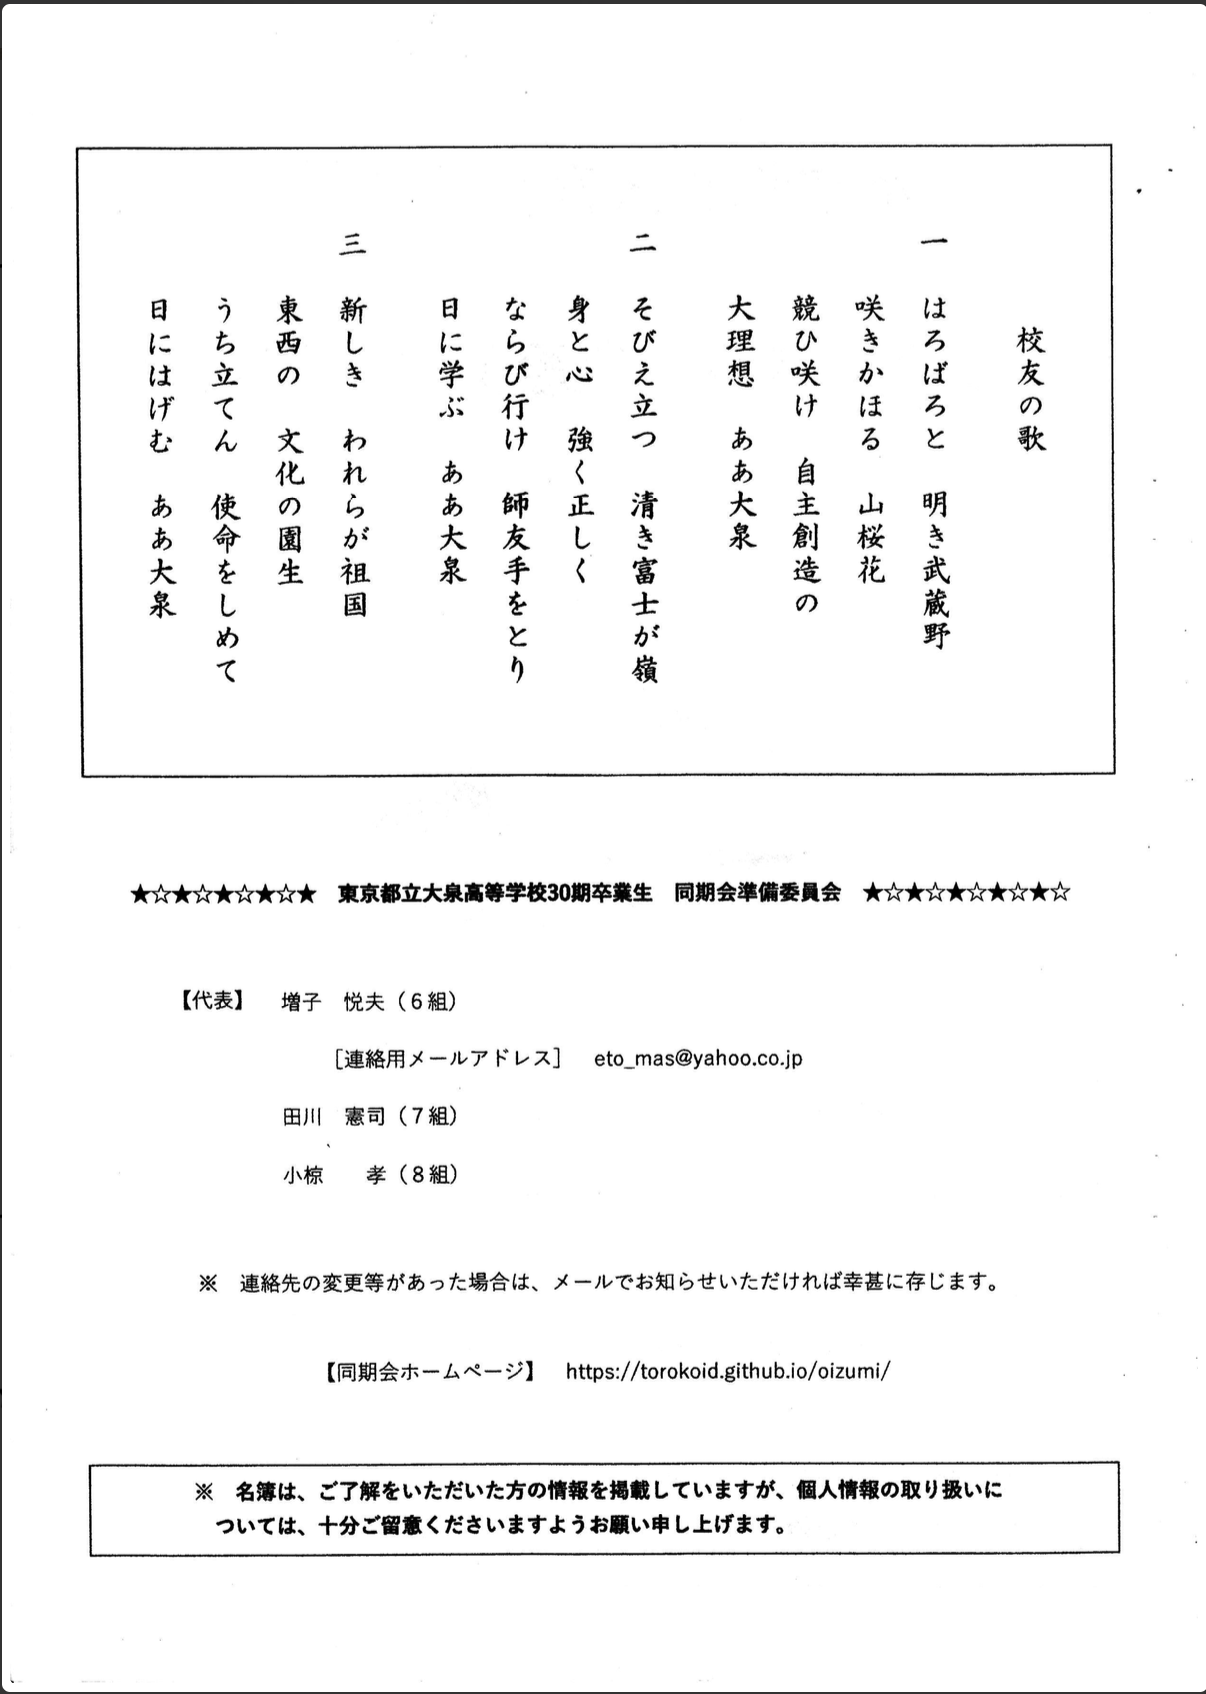 校友の歌
一 はろばろと 明き武蔵野
咲きかほる 山桜花
競ひ咲け 自主創造の
大理想 ああ大泉
二 そびえ立つ 清き富士が嶺
身と心 強く正しく
ならび行け 師友手をとり
日に学ぶ ああ大泉
三 新しき われらが祖国
東西の 文化の園生
うち立てん 使命をしめて
日にはげむ ああ大泉
★☆★☆★☆★☆★ 東京都立大泉高等学校30期卒業生 同期会準備委員会 ★☆★☆★☆★☆★☆
【代表】 増子 悦夫(6組)
[連絡用メールアドレス] eto_mas@yahoo.co.jp
田川 憲司(7組)
小椋 孝(8組)
※ 連絡先の変更等があった場合は、メールでお知らせいただければ幸甚に存じます。
【同期会ホームページ】 https://torokoid.github.io/oizumi/
※ 名簿は、ご了解をいただいた方の情報を掲載していますが、個人情報の取り扱いに
ついては、十分ご留意くださいますようお願い申し上げます。